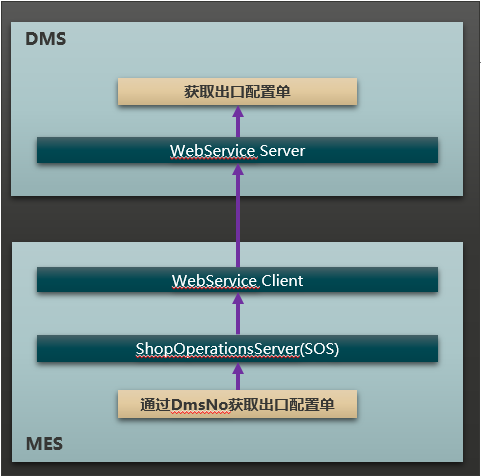 DMS
获取出口配置单
WebService Server
WebService Client
ShopOperationsServer(SOS)
通过DmsNo获取出口配置单
MES